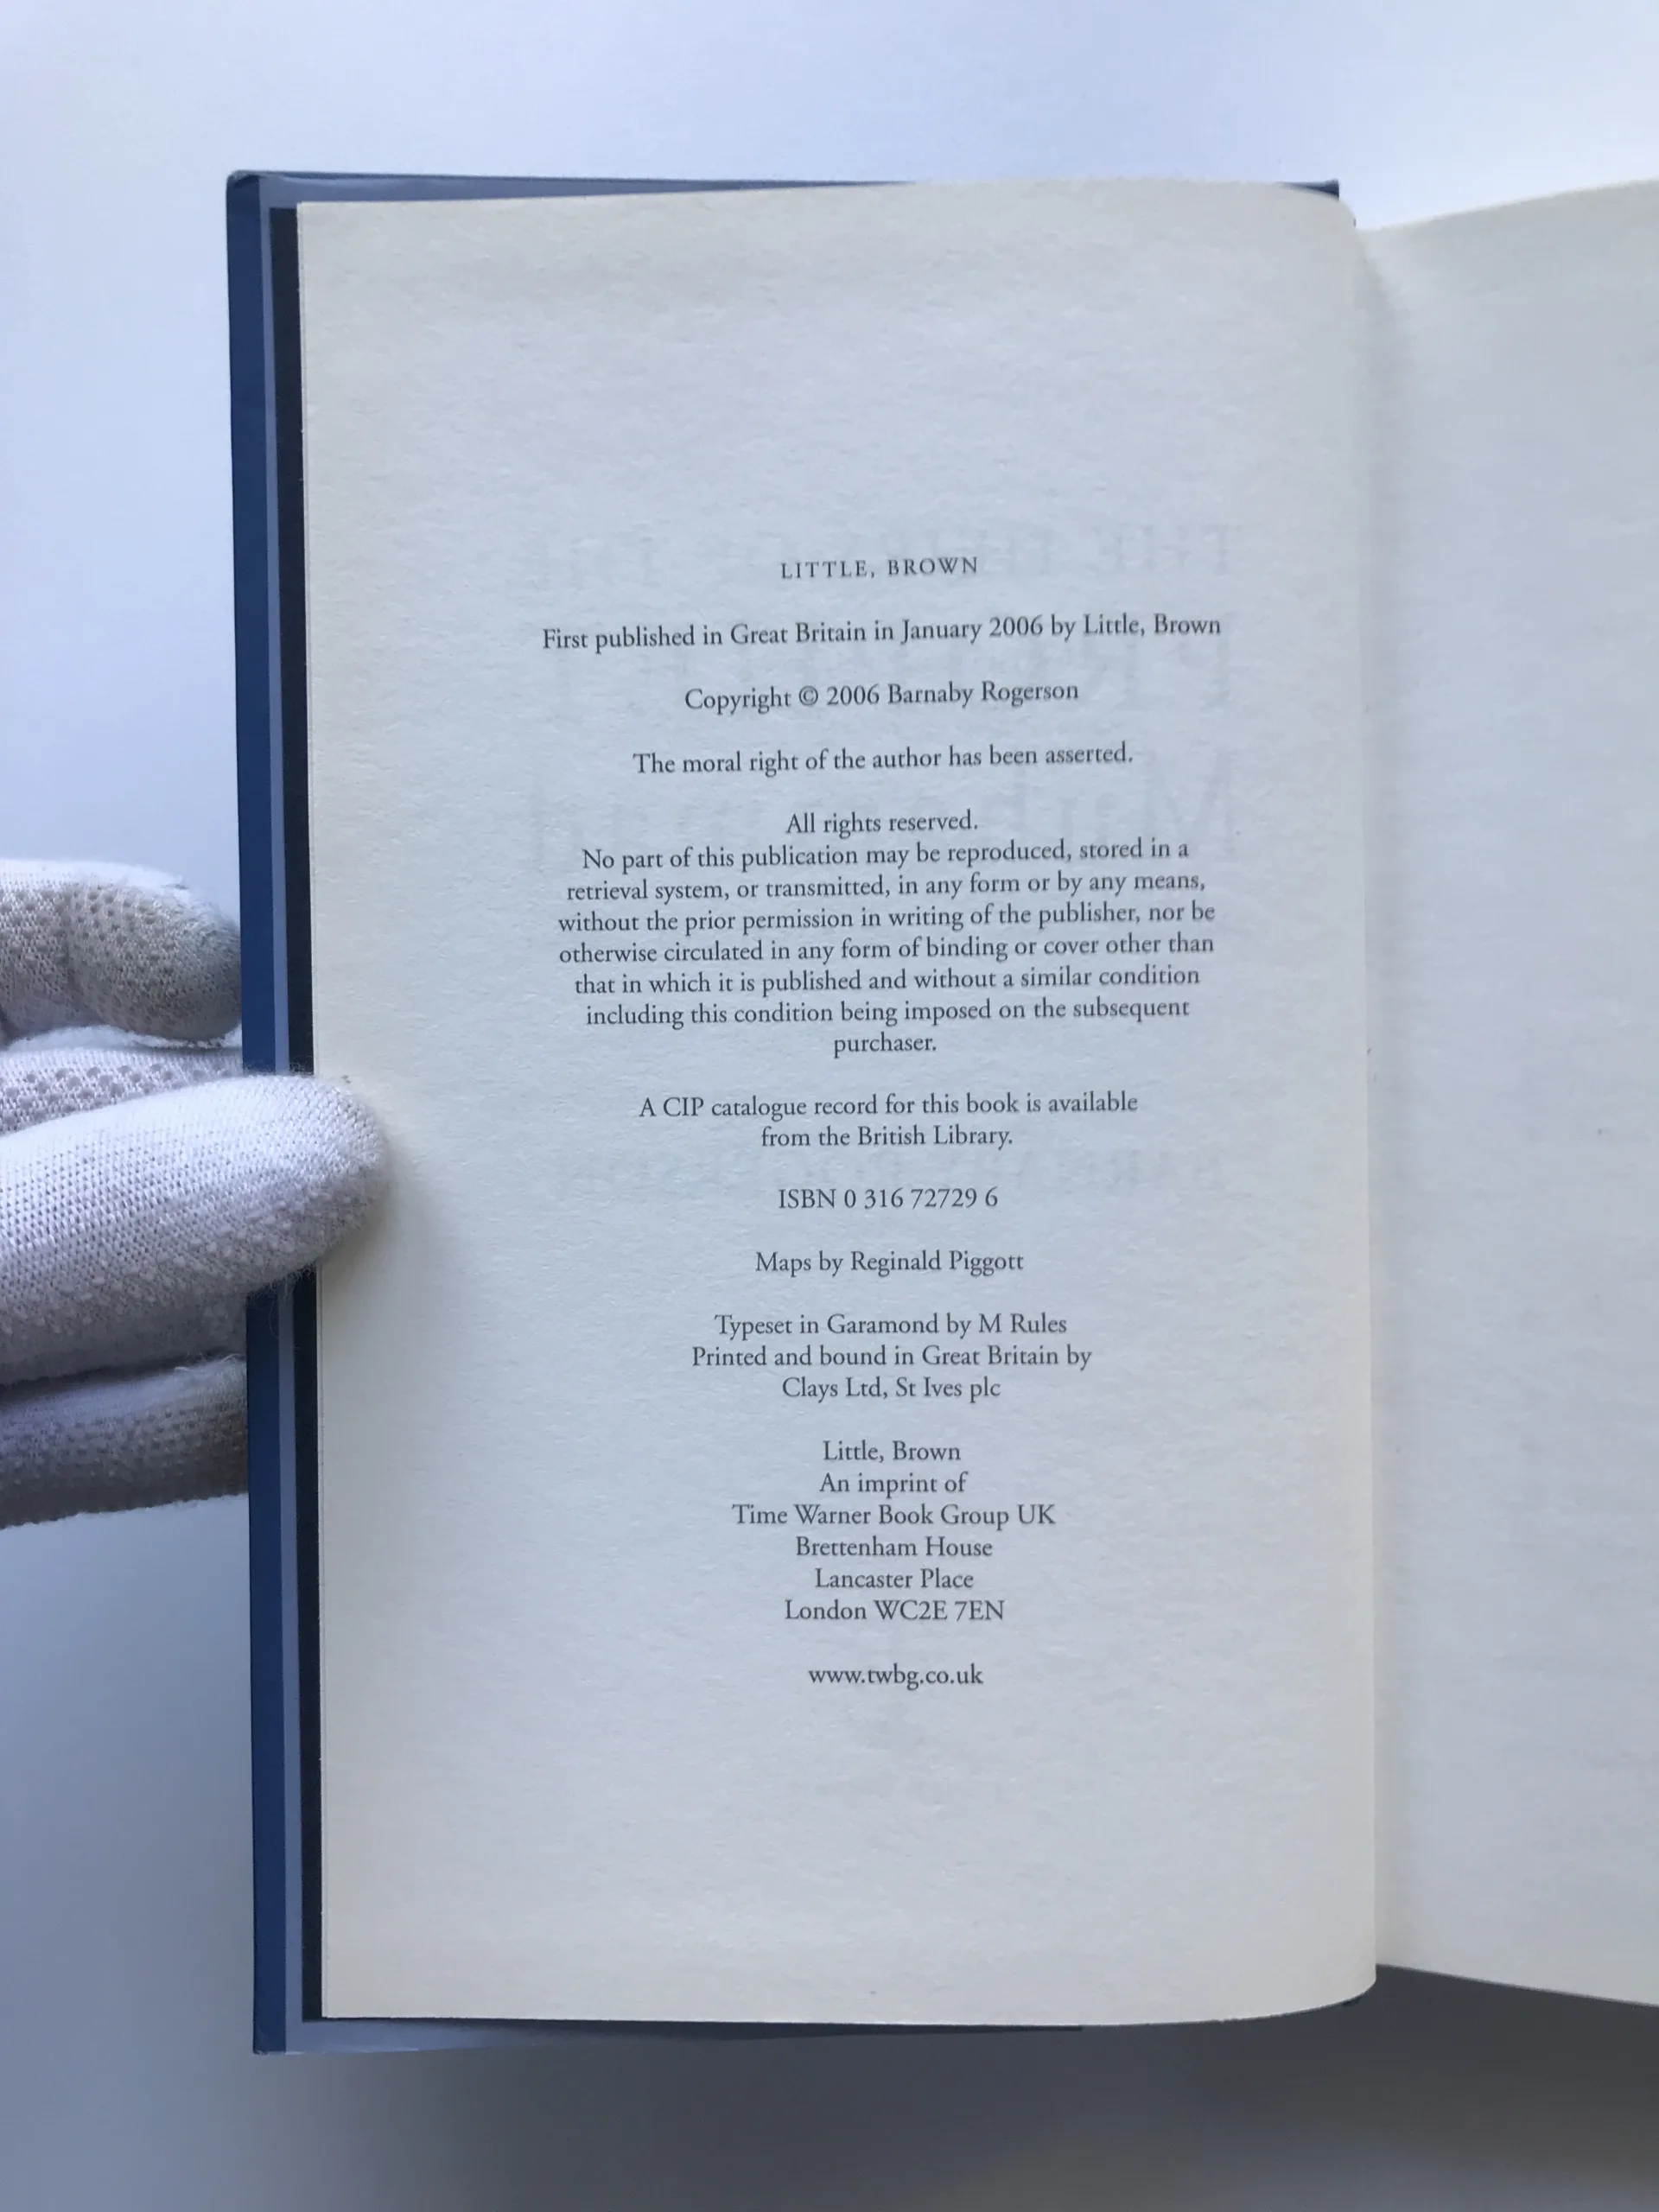 LITTLE, BROWN
First published in Great Britain in January 2006 by Little, Brown
Copyright © 2006 Barnaby Rogerson
The moral right of the author has been asserted.
All rights reserved.
No part of this publication may be reproduced, stored in a
retrieval system, or transmitted, in any form or by any means,
without the prior permission in writing of the publisher, nor be
otherwise circulated in any form of binding or cover other than
that in which it is published and without a similar condition
including this condition being imposed on the subsequent
purchaser.
A CIP catalogue record for this book is available
from the British Library.
ISBN 0 316 72729 6
Maps by Reginald Piggott
Typeset in Garamond by M Rules
Printed and bound in Great Britain by
Clays Ltd, St Ives plc
Little, Brown
An imprint of
Time Warner Book Group UK
Brettenham House
Lancaster Place
London WC2E 7EN
www.twbg.co.uk